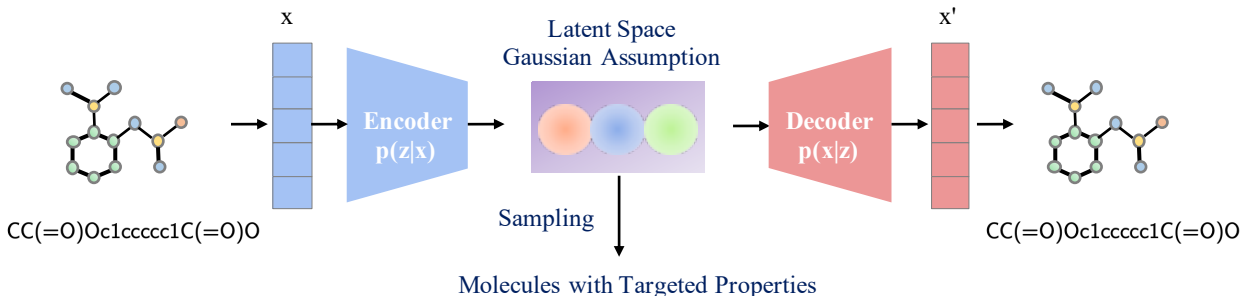 x
Latent Space
Gaussian Assumption
x'
Encoder
p(z|x)
Decoder
p(x|z)
Sampling
CC(=O)Oc1ccccc1C(=O)O
CC(=O)Oc1ccccc1C(=O)O
Molecules with Targeted Properties